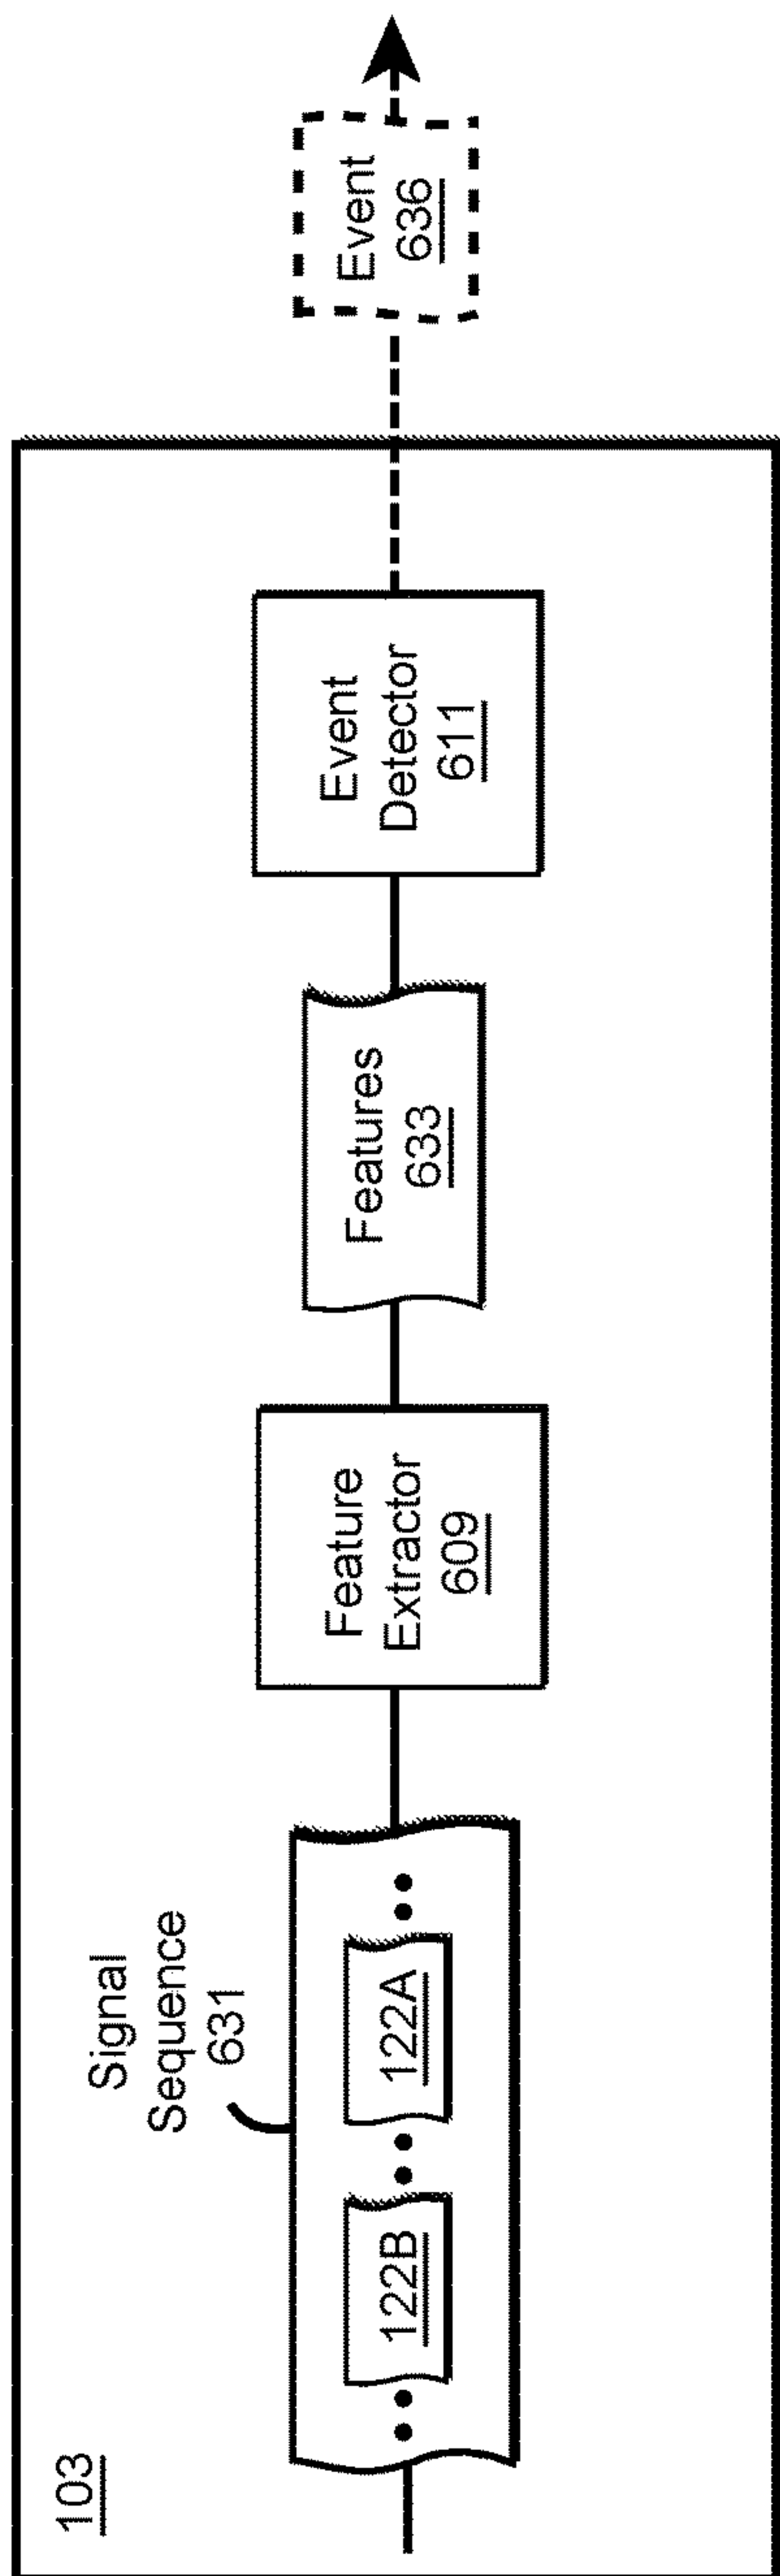 103
Signal
Sequence
631
122B
122A
Feature
Extractor
609
Features
633
Event
Detector
611
Event
636